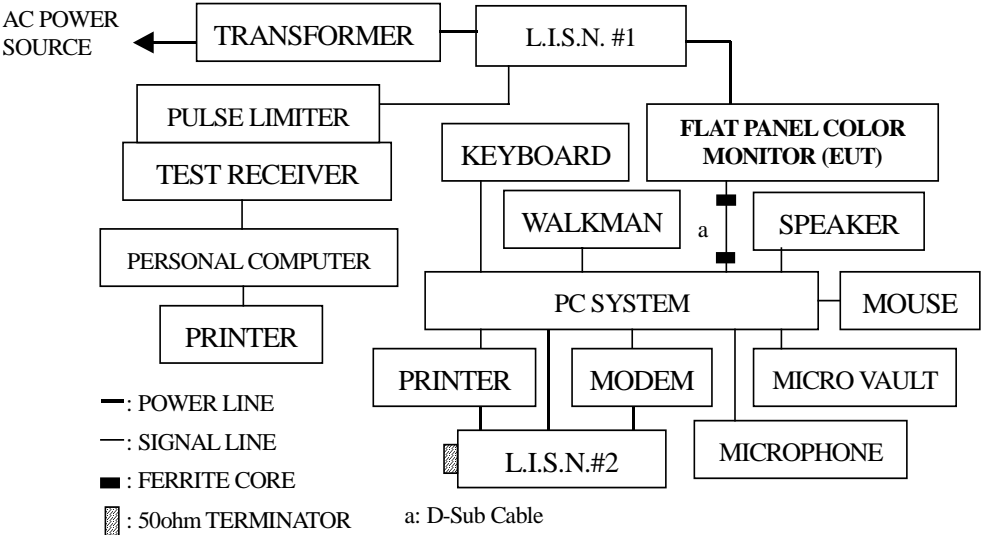 AC POWER
SOURCE
TRANSFORMER
L.I.S.N. #1
PULSE LIMITER
TEST RECEIVER
PERSONAL COMPUTER
PRINTER
KEYBOARD
FLAT PANEL COLOR
MONITOR (EUT)
WALKMAN
a
SPEAKER
PC SYSTEM
MOUSE
PRINTER
MODEM
MICRO VAULT
L.I.S.N.#2
MICROPHONE
: POWER LINE
: SIGNAL LINE
: FERRITE CORE
: 50ohm TERMINATOR
a: D-Sub Cable